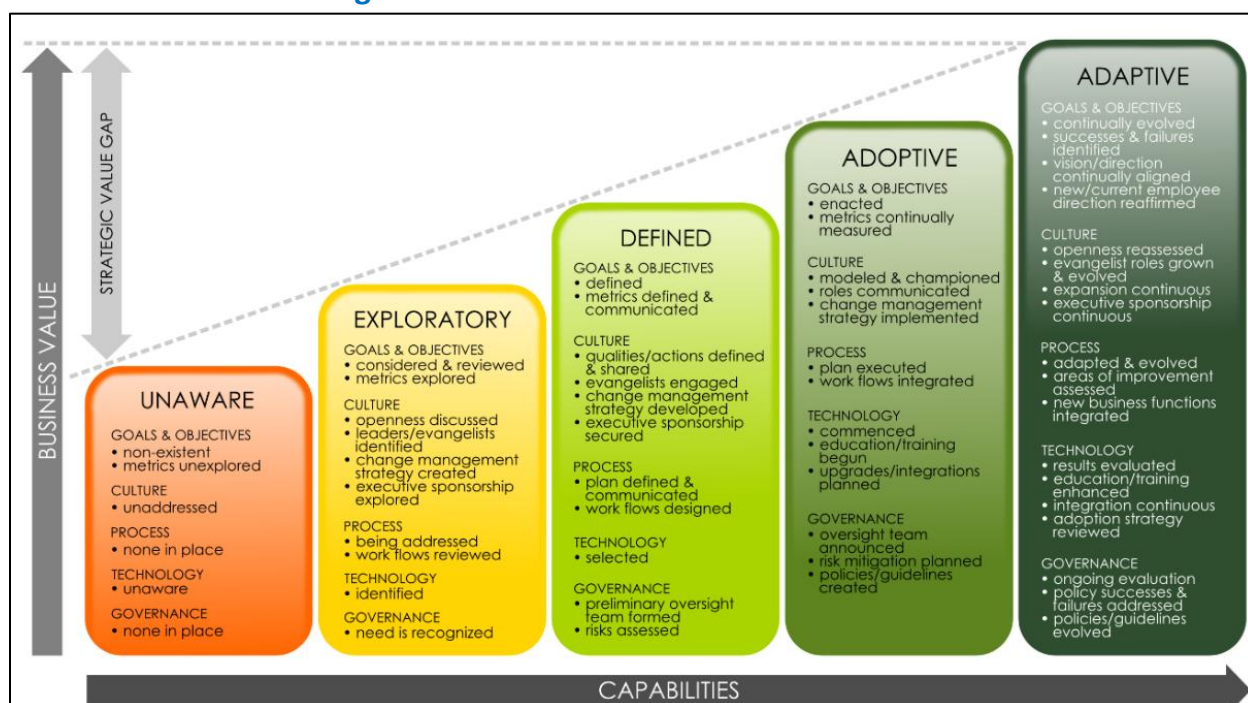 BUSINESS VALUE
STRATEGIC VALUE GAP
UNAWARE
GOALS & OBJECTIVES
• non-existent
• metrics unexplored
CULTURE
• unaddressed
PROCESS
• none in place
TECHNOLOGY
• unaware
GOVERNANCE
• none in place
EXPLORATORY
GOALS & OBJECTIVES
• considered & reviewed
• metrics explored
CULTURE
• openness discussed
• leaders/evangelists
identified
• change management
strategy created
• executive sponsorship
explored
PROCESS
• being addressed
• work flows reviewed
TECHNOLOGY
• identified
GOVERNANCE
• need is recognized
DEFINED
GOALS & OBJECTIVES
• defined
• metrics defined &
communicated
CULTURE
• qualities/actions defined
& shared
• evangelists engaged
• change management
strategy developed
• executive sponsorship
secured
PROCESS
• plan defined &
communicated
• work flows designed
TECHNOLOGY
• selected
GOVERNANCE
• preliminary oversight
team formed
• risks assessed
ADOPTIVE
GOALS & OBJECTIVES
• enacted
• metrics continually
measured
CULTURE
• modeled & championed
• roles communicated
• change management
strategy implemented
PROCESS
• plan executed
• work flows integrated
TECHNOLOGY
• commenced
• education/training
begun
• upgrades/integrations
planned
GOVERNANCE
• oversight team
announced
• risk mitigation planned
• policies/guidelines
created
ADAPTIVE
GOALS & OBJECTIVES
• continually evolved
• successes & failures
identified
• vision/direction
continually aligned
• new/current employee
direction reaffirmed
CULTURE
• openness reassessed
• evangelist roles grown
& evolved
• expansion continuous
• executive sponsorship
continuous
PROCESS
• adapted & evolved
• areas of improvement
assessed
• new business functions
integrated
TECHNOLOGY
• results evaluated
• education/training
enhanced
• integration continuous
• adoption strategy
reviewed
GOVERNANCE
• ongoing evaluation
• policy successes &
failures addressed
• policies/guidelines
evolved
CAPABILITIES